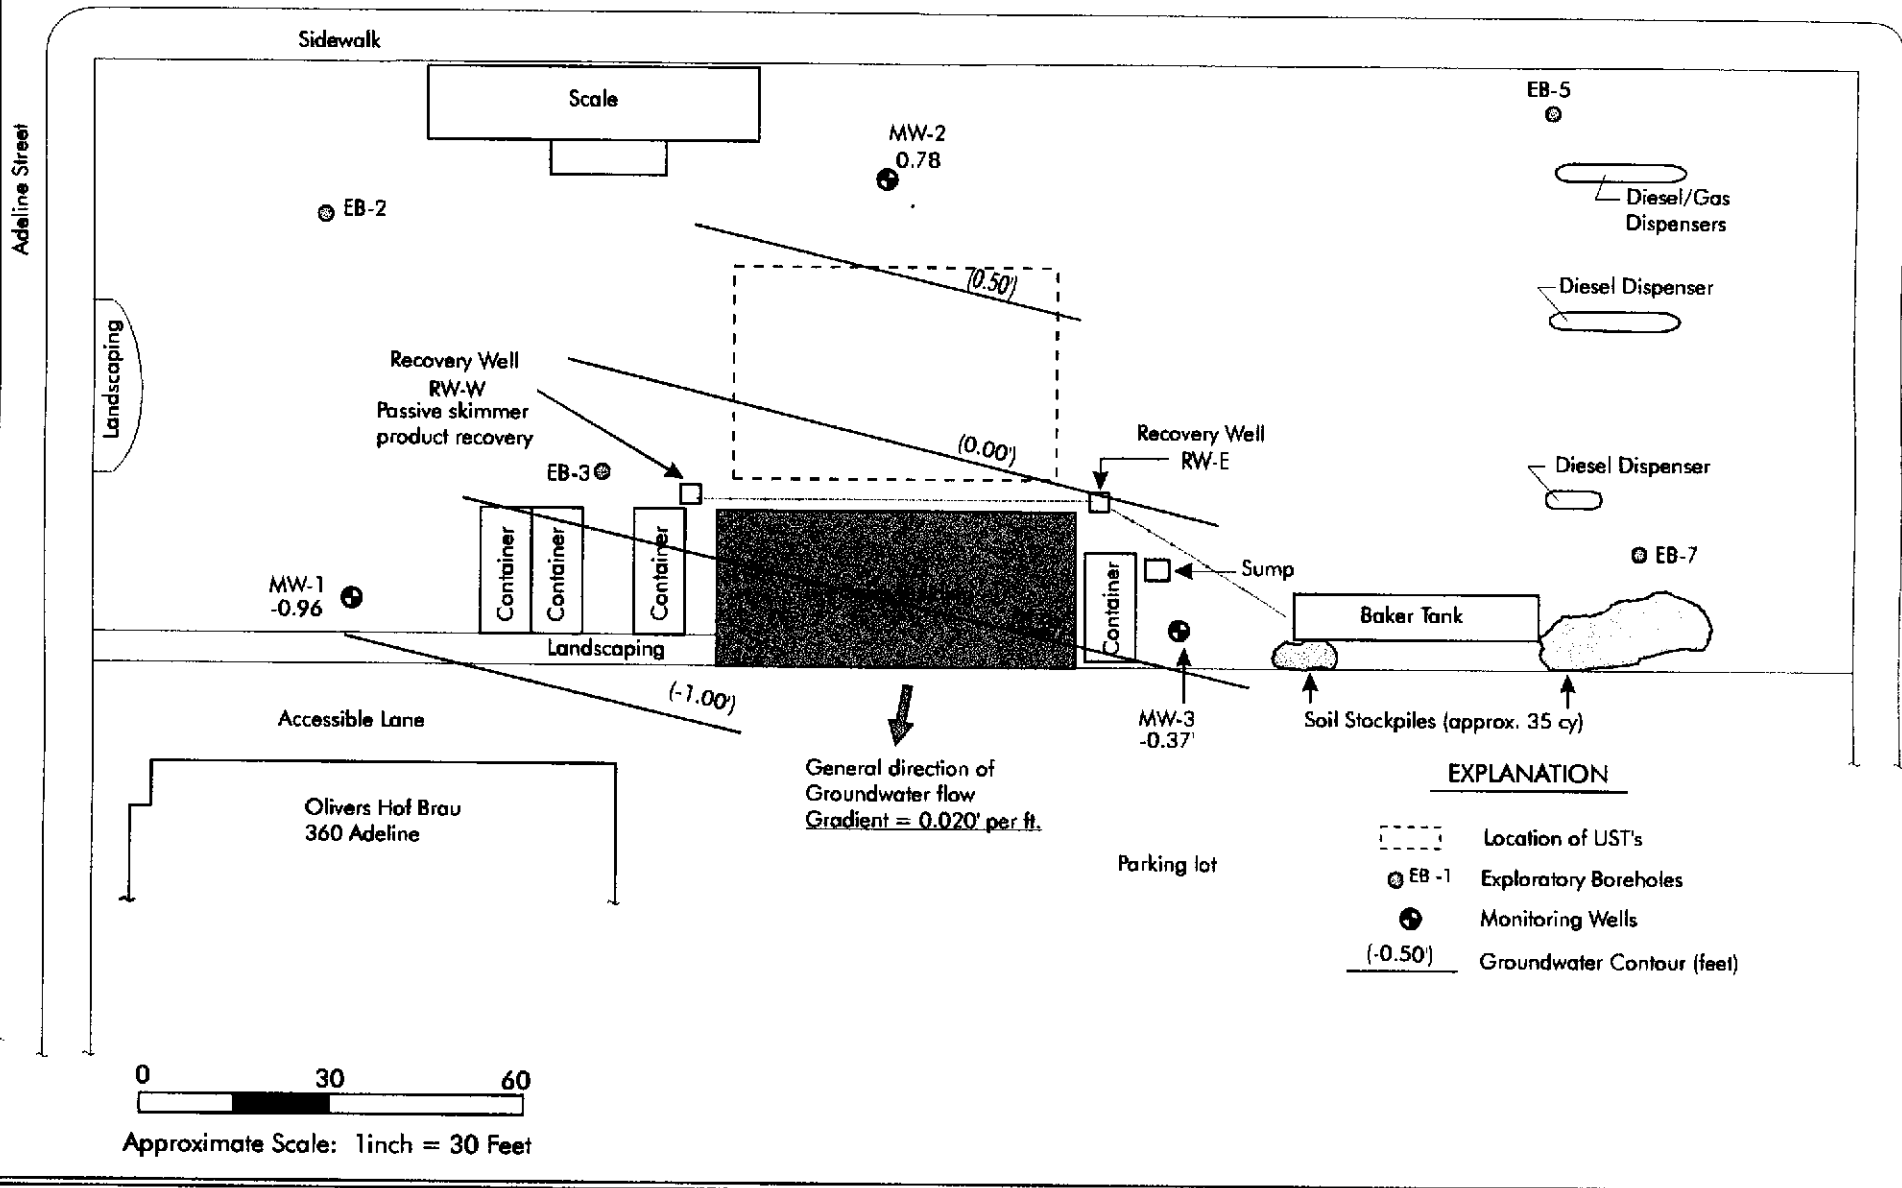 Sidewalk
Adeline Street
Scale
EB-5
MW-2
0.78
EB-2
Diesel/Gas
Dispensers
(0.50')
Diesel Dispenser
Landscaping
Recovery Well
RW-W
Passive skimmer
product recovery
(0.00')
Recovery Well
RW-E
EB-3
Diesel Dispenser
Container
Container
Container
Container
Sump
EB-7
MW-1
-0.96
Baker Tank
Landscaping
(-1.00')
Accessible Lane
MW-3
-0.37'
Soil Stockpiles (approx. 35 cy)
General direction of
Groundwater flow
Gradient = 0.020' per ft.
Olivers Hof Brau
360 Adeline
Parking lot
EXPLANATION
Location of UST's
EB -1 Exploratory Boreholes
Monitoring Wells
(-0.50') Groundwater Contour (feet)
0 30 60
Approximate Scale: 1inch = 30 Feet